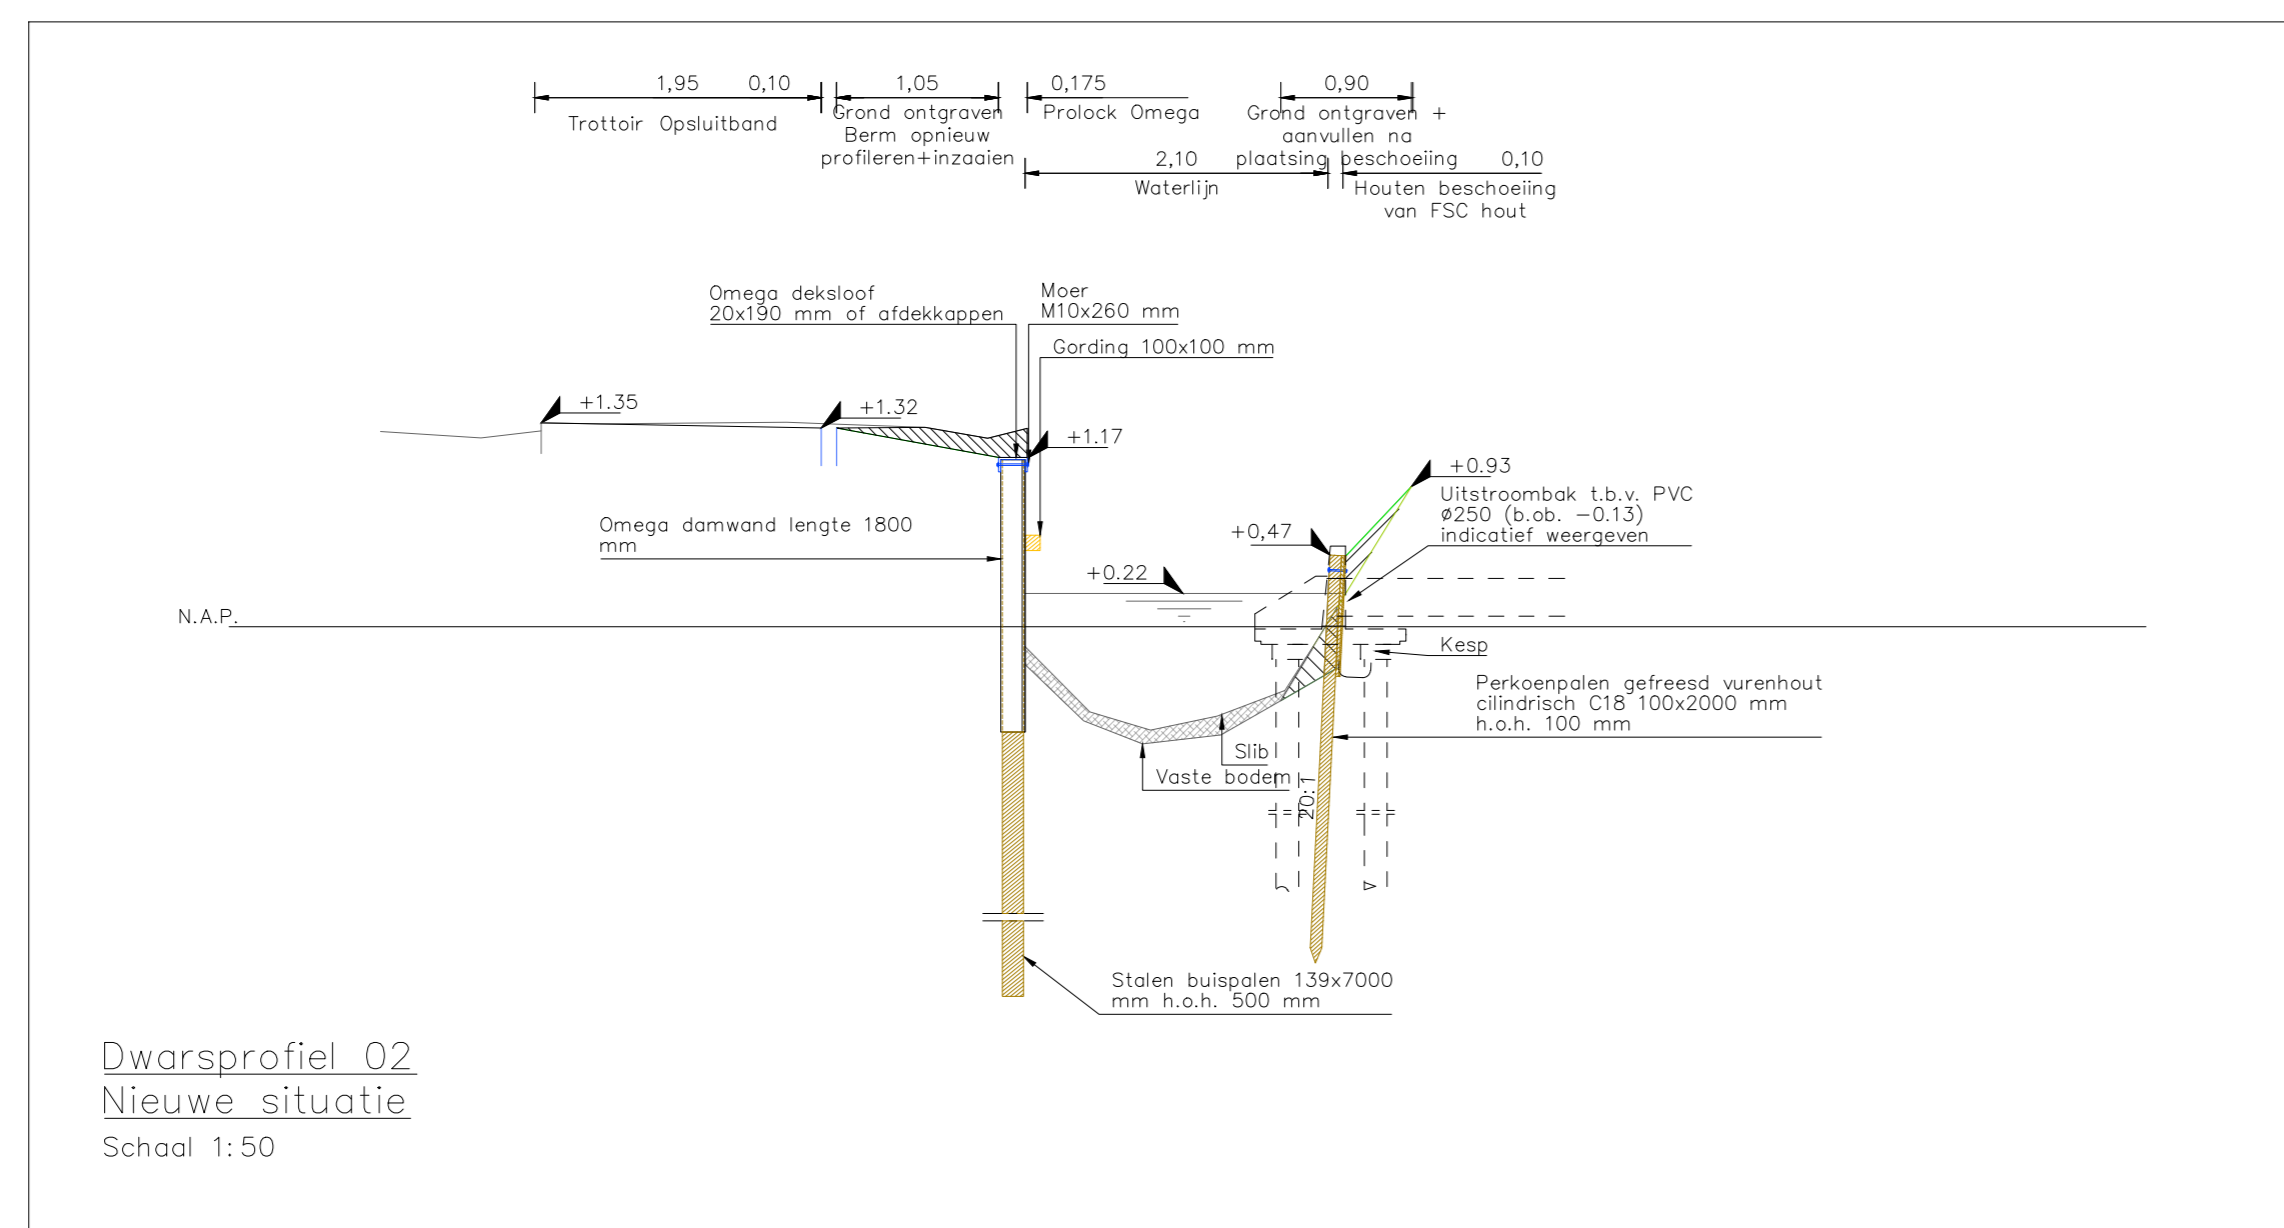 1,95 0,10 1,05 0,175 0,90
Trottoir Opsluitband
Grond ontgraven
Berm opnieuw
profileren+inzaaien
Prolock Omega
Grond ontgraven +
aanvullen na
plaatsing beschoeiing
2,10
Waterlijn
0,10
Houten beschoeiing
van FSC hout
Omega deksloof
20x190 mm of afdekkappen
Moer
M10x260 mm
Gording 100x100 mm
+1.35
+1.32
+1.17
+0.93
Uitstroombak t.b.v. PVC
ø250 (b.ob. -0.13)
indicatief weergeven
Omega damwand lengte 1800
mm
+0,47
+0.22
N.A.P.
Kesp
Perkoenpalen gefreesd vurenhout
cilindrisch C18 100x2000 mm
h.o.h. 100 mm
Slib
Vaste bodem
20:1
Stalen buispalen 139x7000
mm h.o.h. 500 mm
Dwarsprofiel 02
Nieuwe situatie
Schaal 1:50